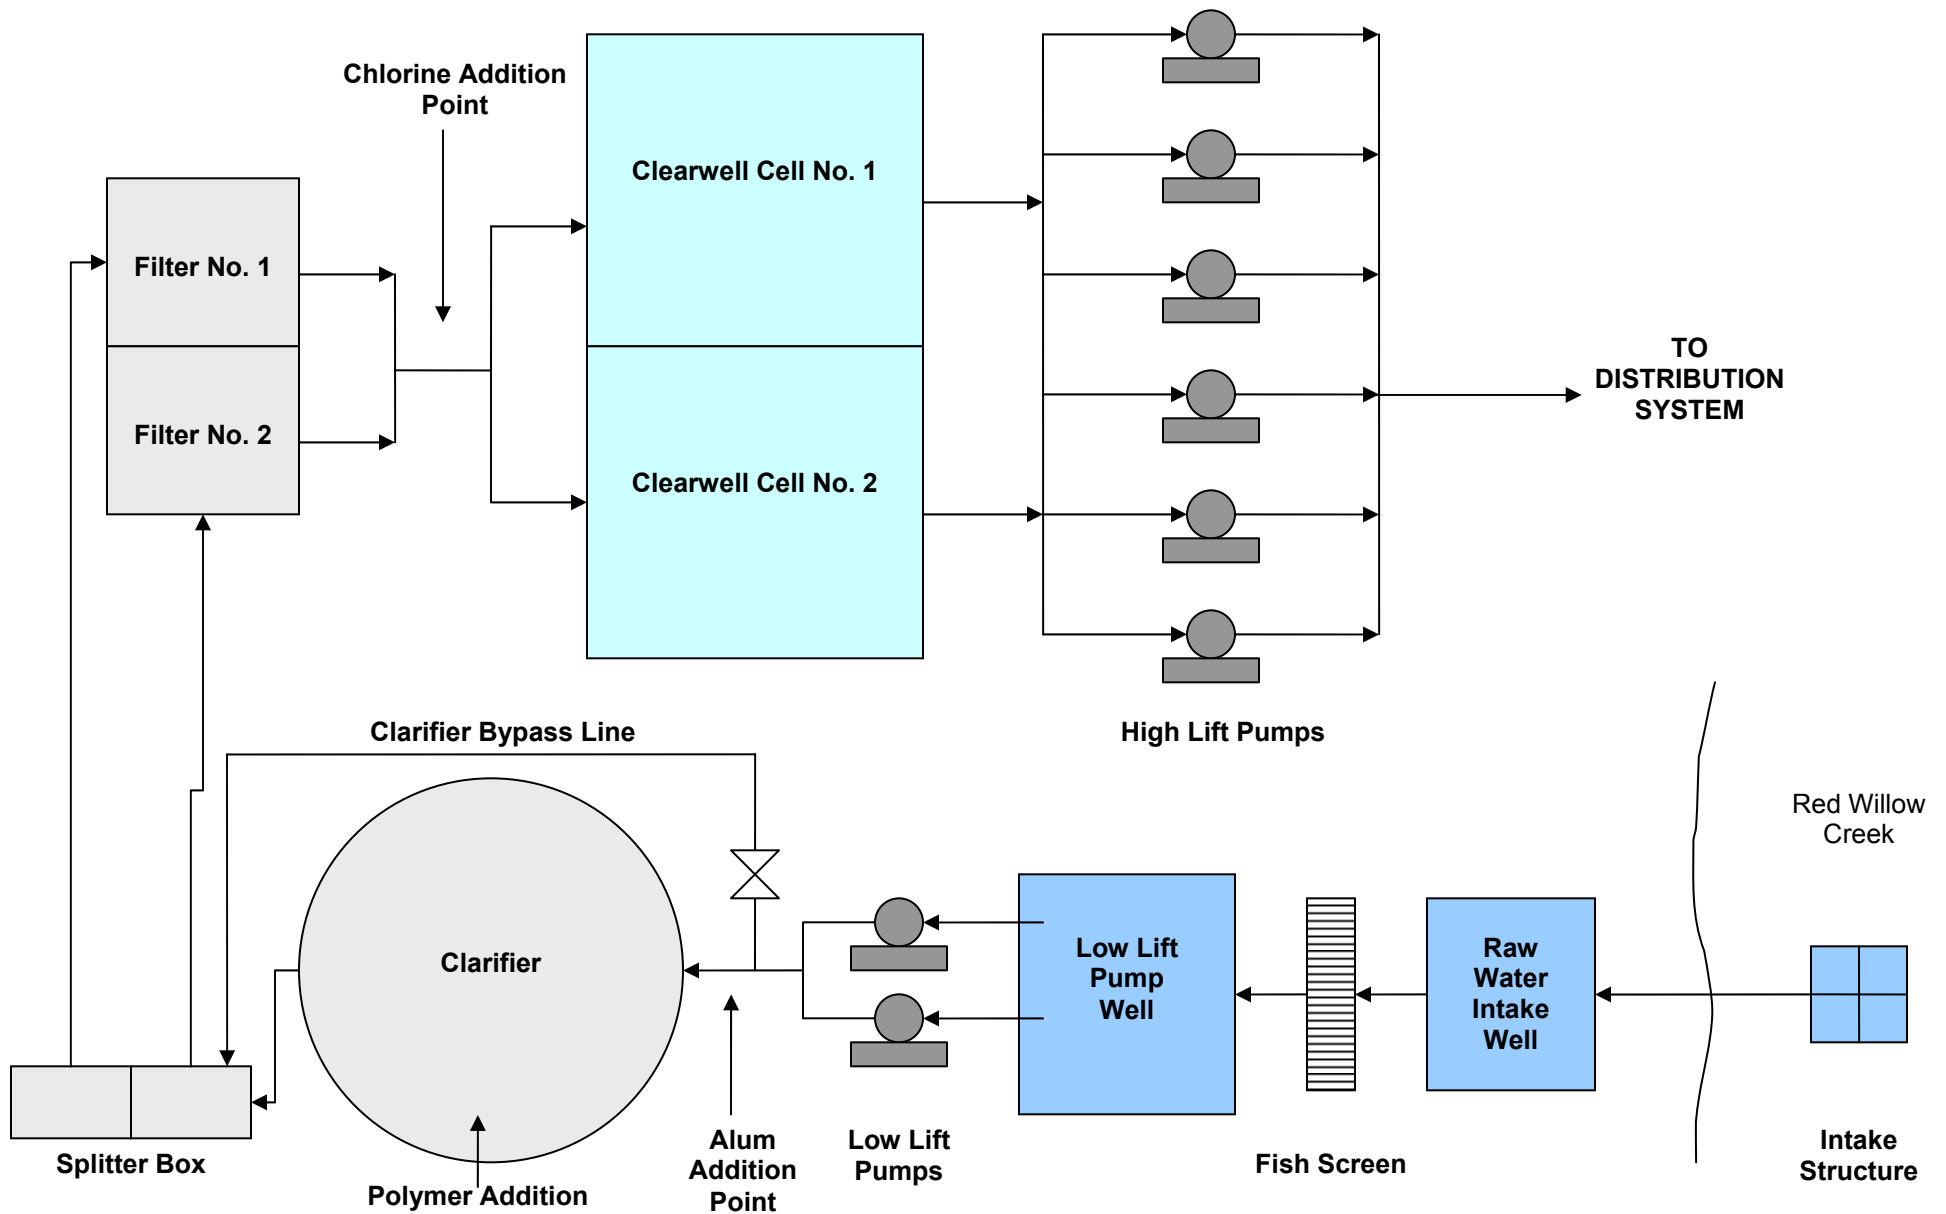 Chlorine Addition
Point
Clearwell Cell No. 1
Filter No. 1
Filter No. 2
Clearwell Cell No. 2
TO
DISTRIBUTION
SYSTEM
Clarifier Bypass Line
High Lift Pumps
Red Willow
Creek
Clarifier
Low Lift
Pump
Well
Raw
Water
Intake
Well
Splitter Box
Polymer Addition
Alum
Addition
Point
Low Lift
Pumps
Fish Screen
Intake
Structure